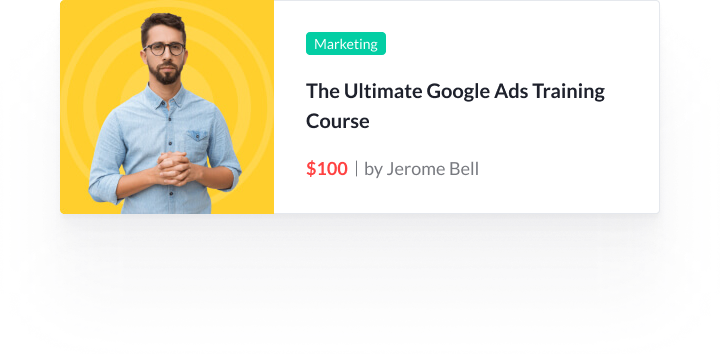 Marketing
The Ultimate Google Ads Training
Course
$100 | by Jerome Bell